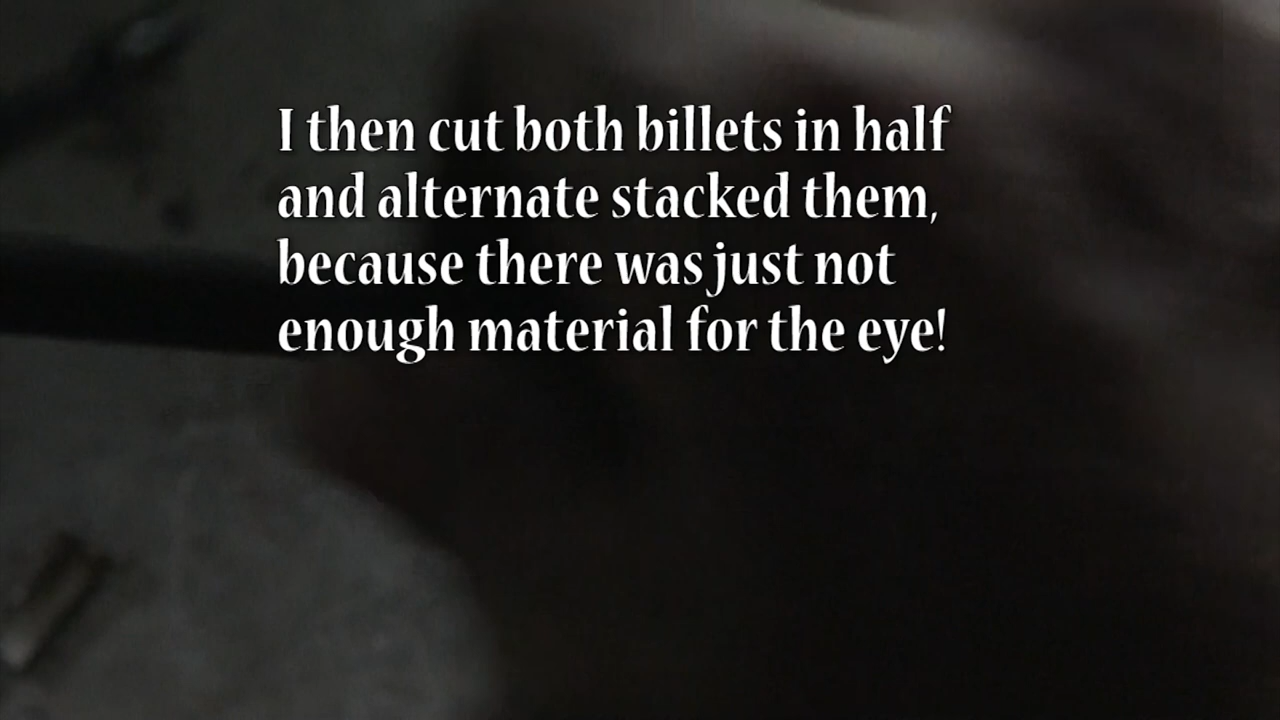 I then cut both billets in half
and alternate stacked them,
because there was just not
enough material for the eye!